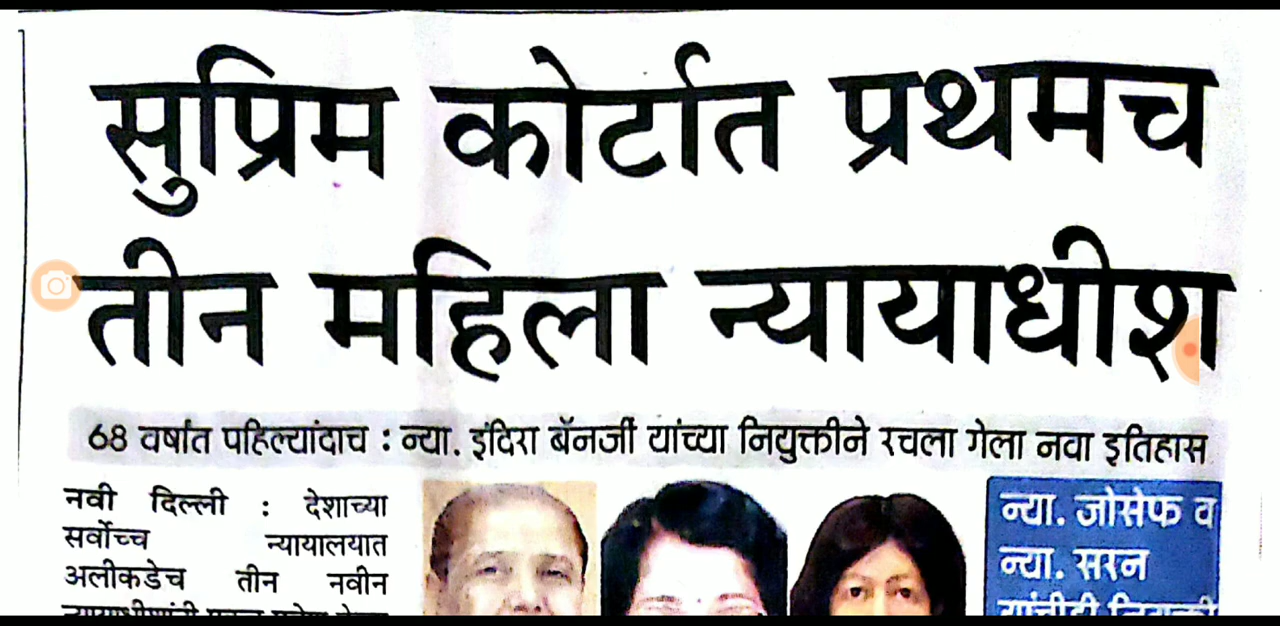 सुप्रिम कोर्टात प्रथमच
तीन महिला न्यायाधीश
68 वर्षात पहिल्यांदाच : न्या. इंदिरा बॅनर्जी यांच्या नियुक्तीने रचला गेला नवा इतिहास
नवी दिल्ली : देशाच्या
सर्वोच्च न्यायालयात
अलीकडेच तीन नवीन
न्या. जोसेफ व
न्या. सरन